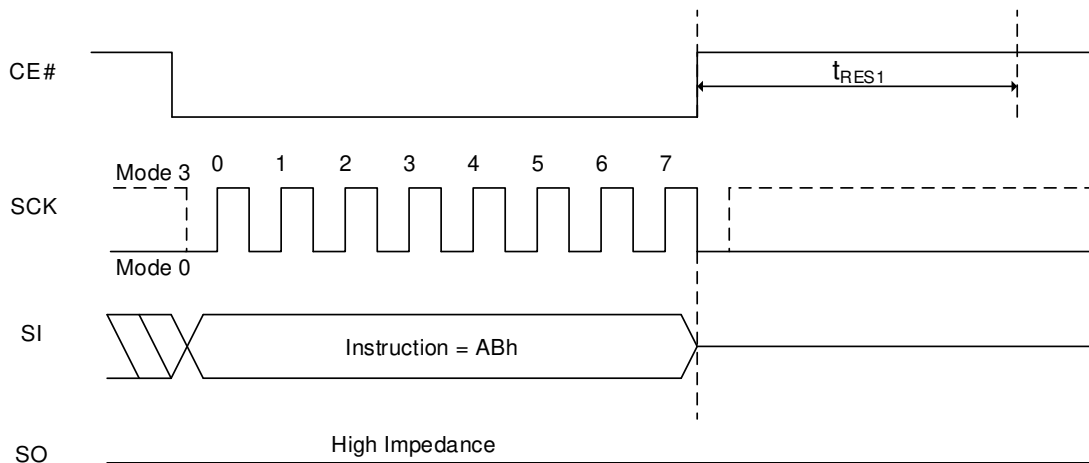 CE#
tRES1
Mode 3
0 1 2 3 4 5 6 7
SCK
Mode 0
SI
Instruction = ABh
High Impedance
SO